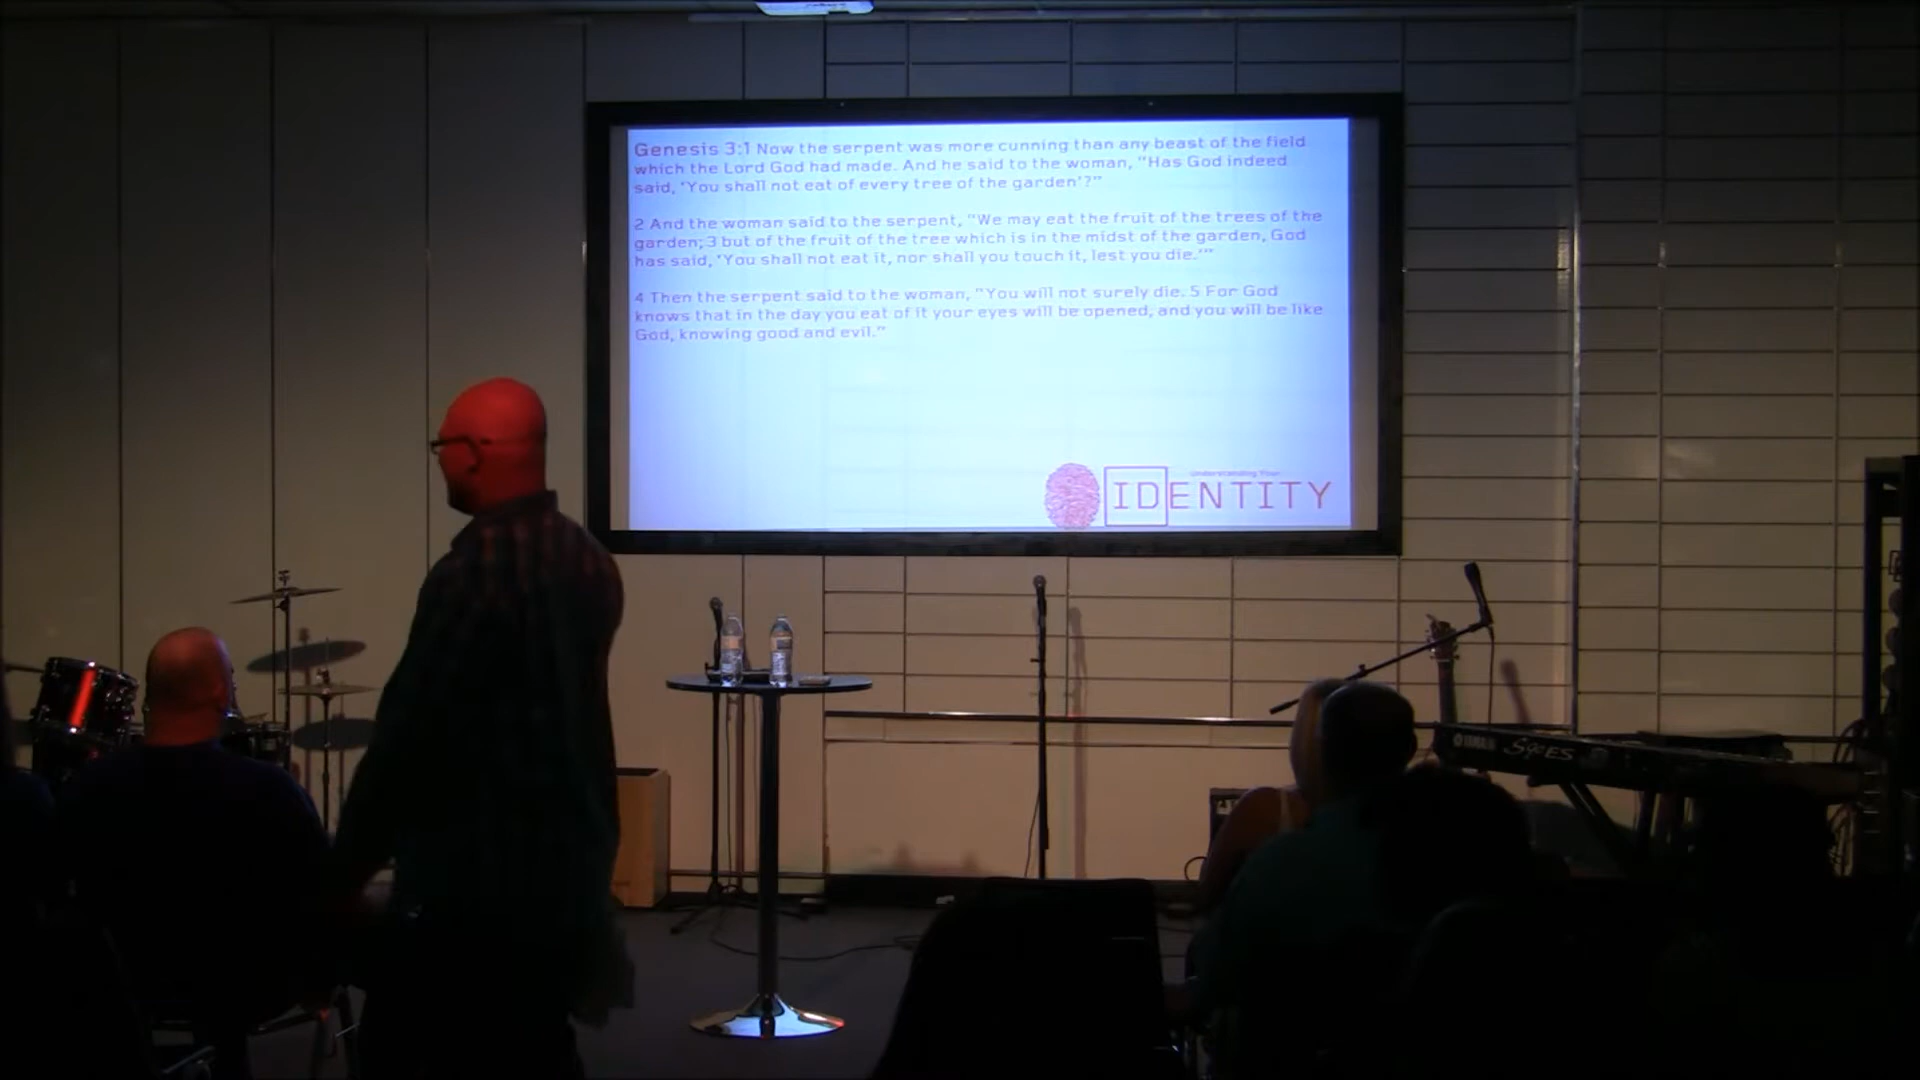 Genesis 3:1 Now the serpent was more cunning than any beast of the field
which the Lord God had made. And he said to the woman, "Has God indeed
said, 'You shall not eat of every tree of the garden'?"
2 And the woman said to the serpent, "We may eat the fruit of the trees of the
garden; 3 but of the fruit of the tree which is in the midst of the garden, God
has said, 'You shall not eat it, nor shall you touch it, lest you die.'"
4 Then the serpent said to the woman, "You will not surely die. 5 For God
knows that in the day you eat of it your eyes will be opened, and you will be like
God, knowing good and evil."
Understanding Your
IDENTITY
YAMAHA
S90ES